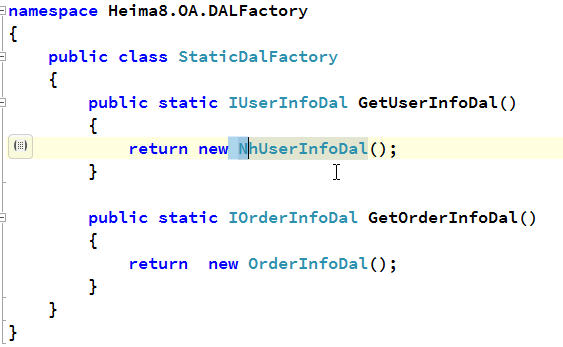 namespace Heima8.OA.DALFactory
{
    public class StaticDalFactory
    {
        public static IUserInfoDal GetUserInfoDal()
        {
            return new NhUserInfoDal();
        }

        public static IOrderInfoDal GetOrderInfoDal()
        {
            return  new OrderInfoDal();
        }
    }
}